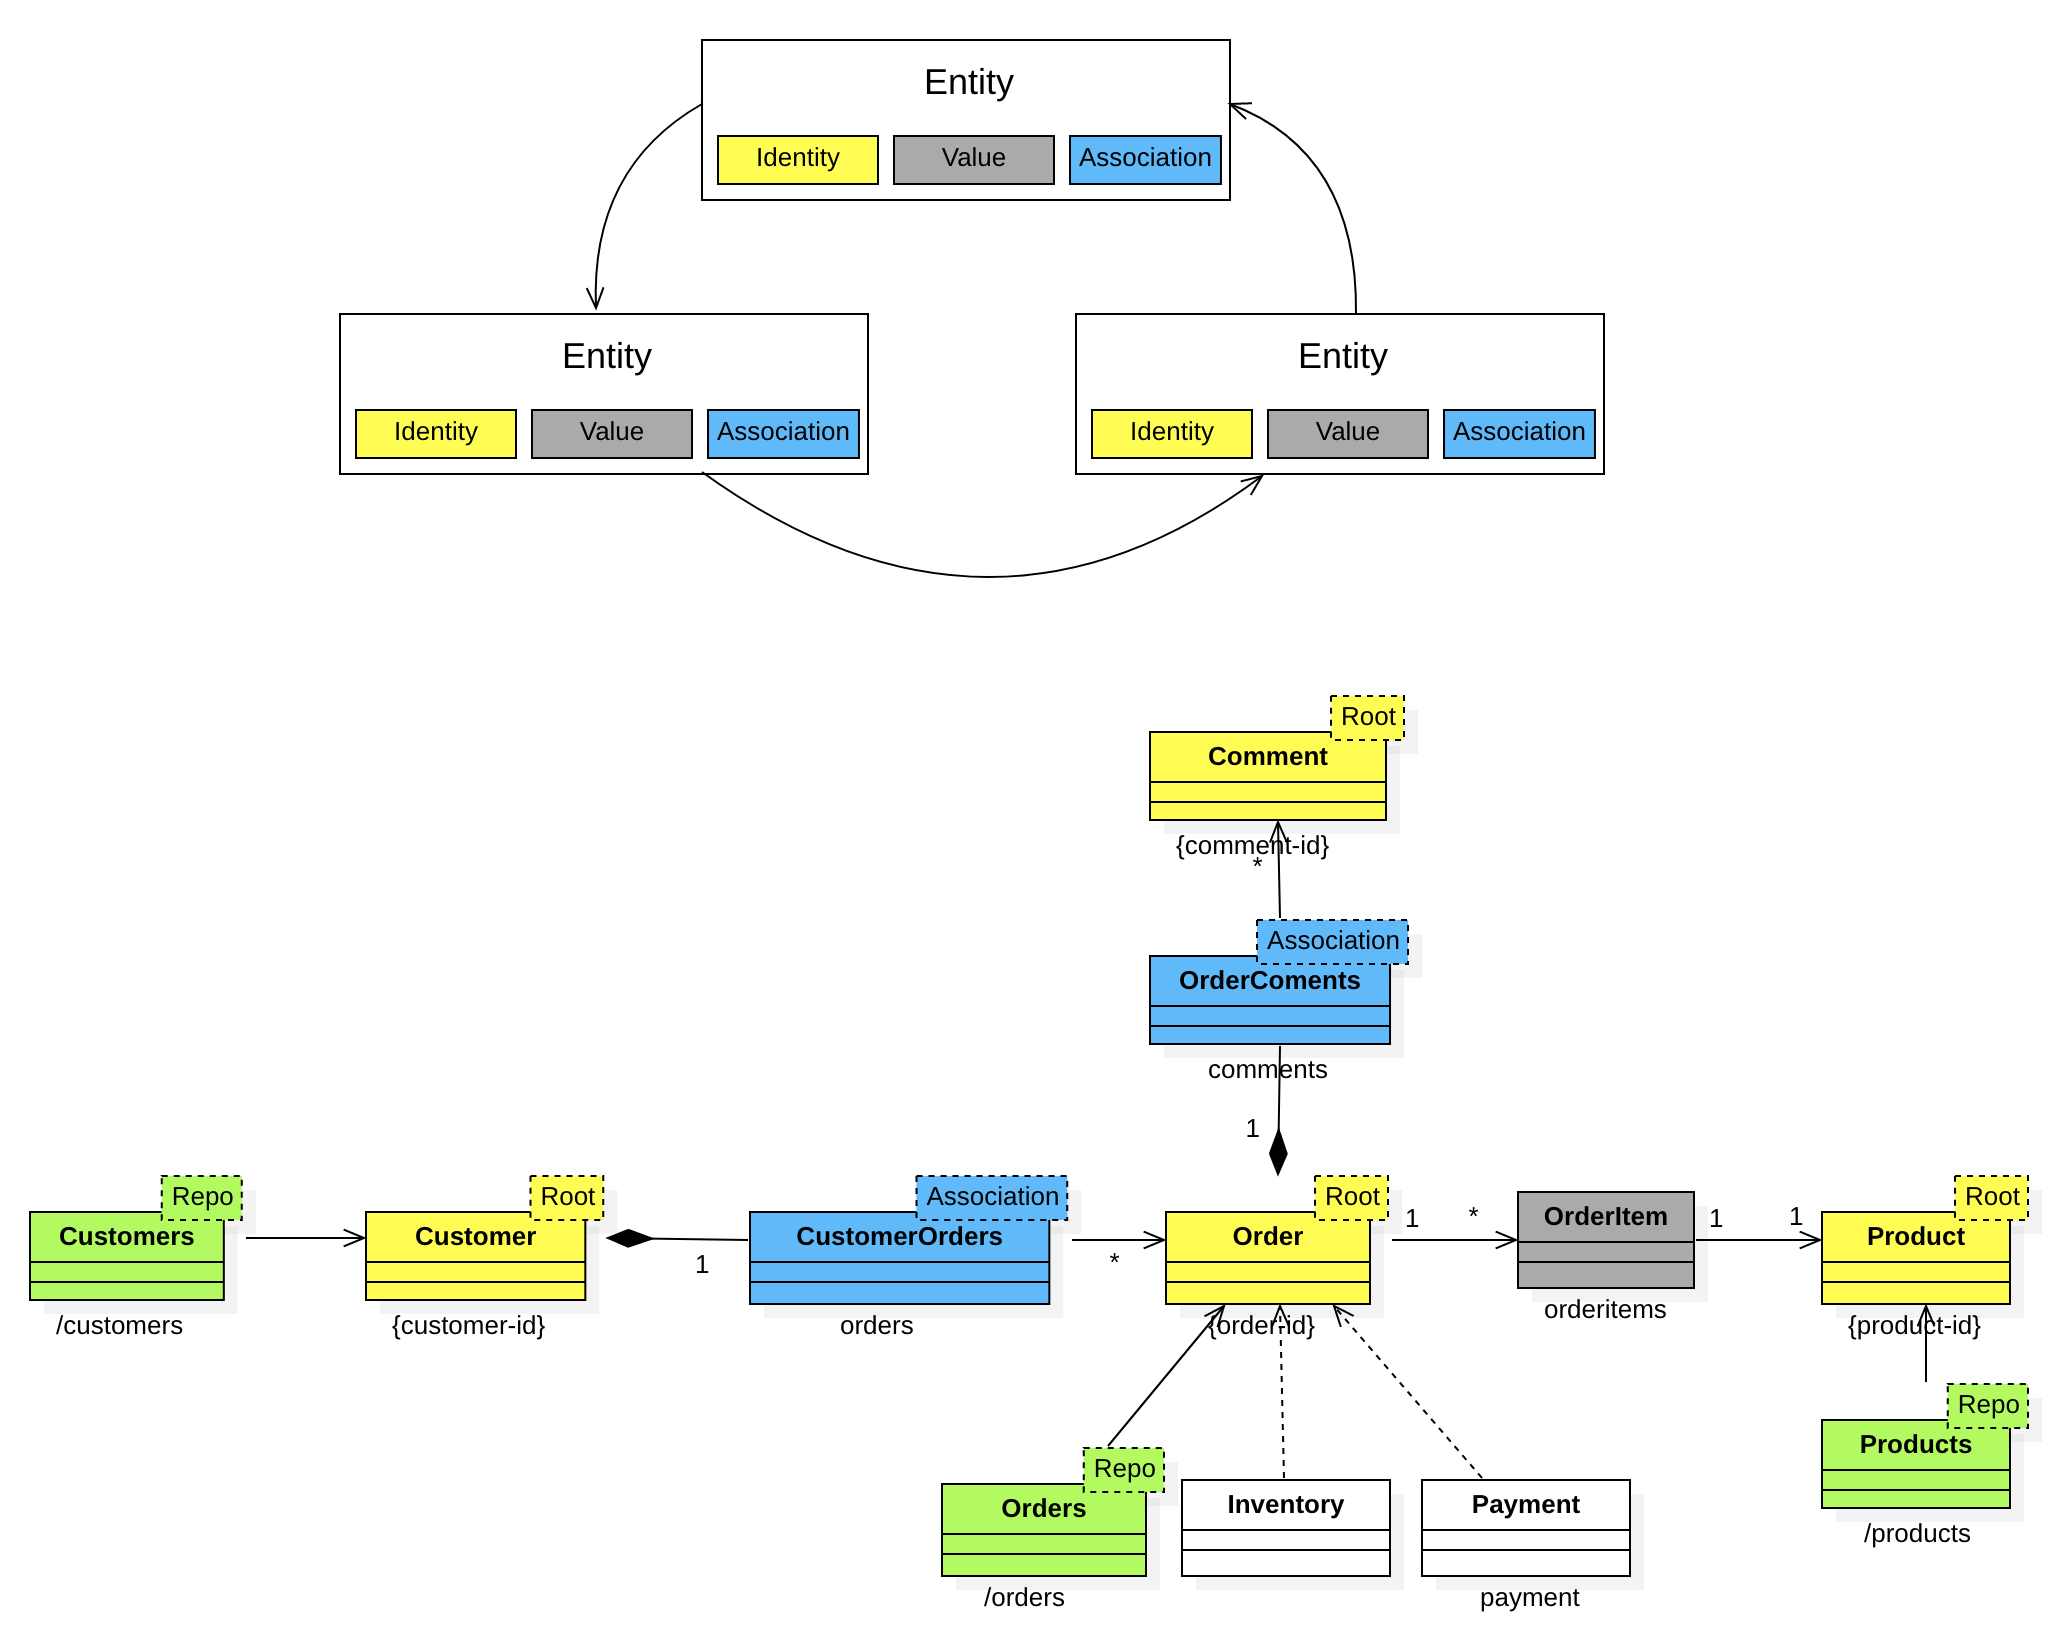 Entity
Identity Value Association
Entity
Identity Value Association
Entity
Identity Value Association
Root
Comment
{comment-id}
*
Association
OrderComents
comments
1
Repo
Customers
/customers
Root
Customer
{customer-id}
1
Association
CustomerOrders
orders
*
Root
Order
{order-id}
1 *
OrderItem
orderitems
1 1
Root
Product
{product-id}
Repo
Orders
/orders
Inventory
Payment
payment
Repo
Products
/products